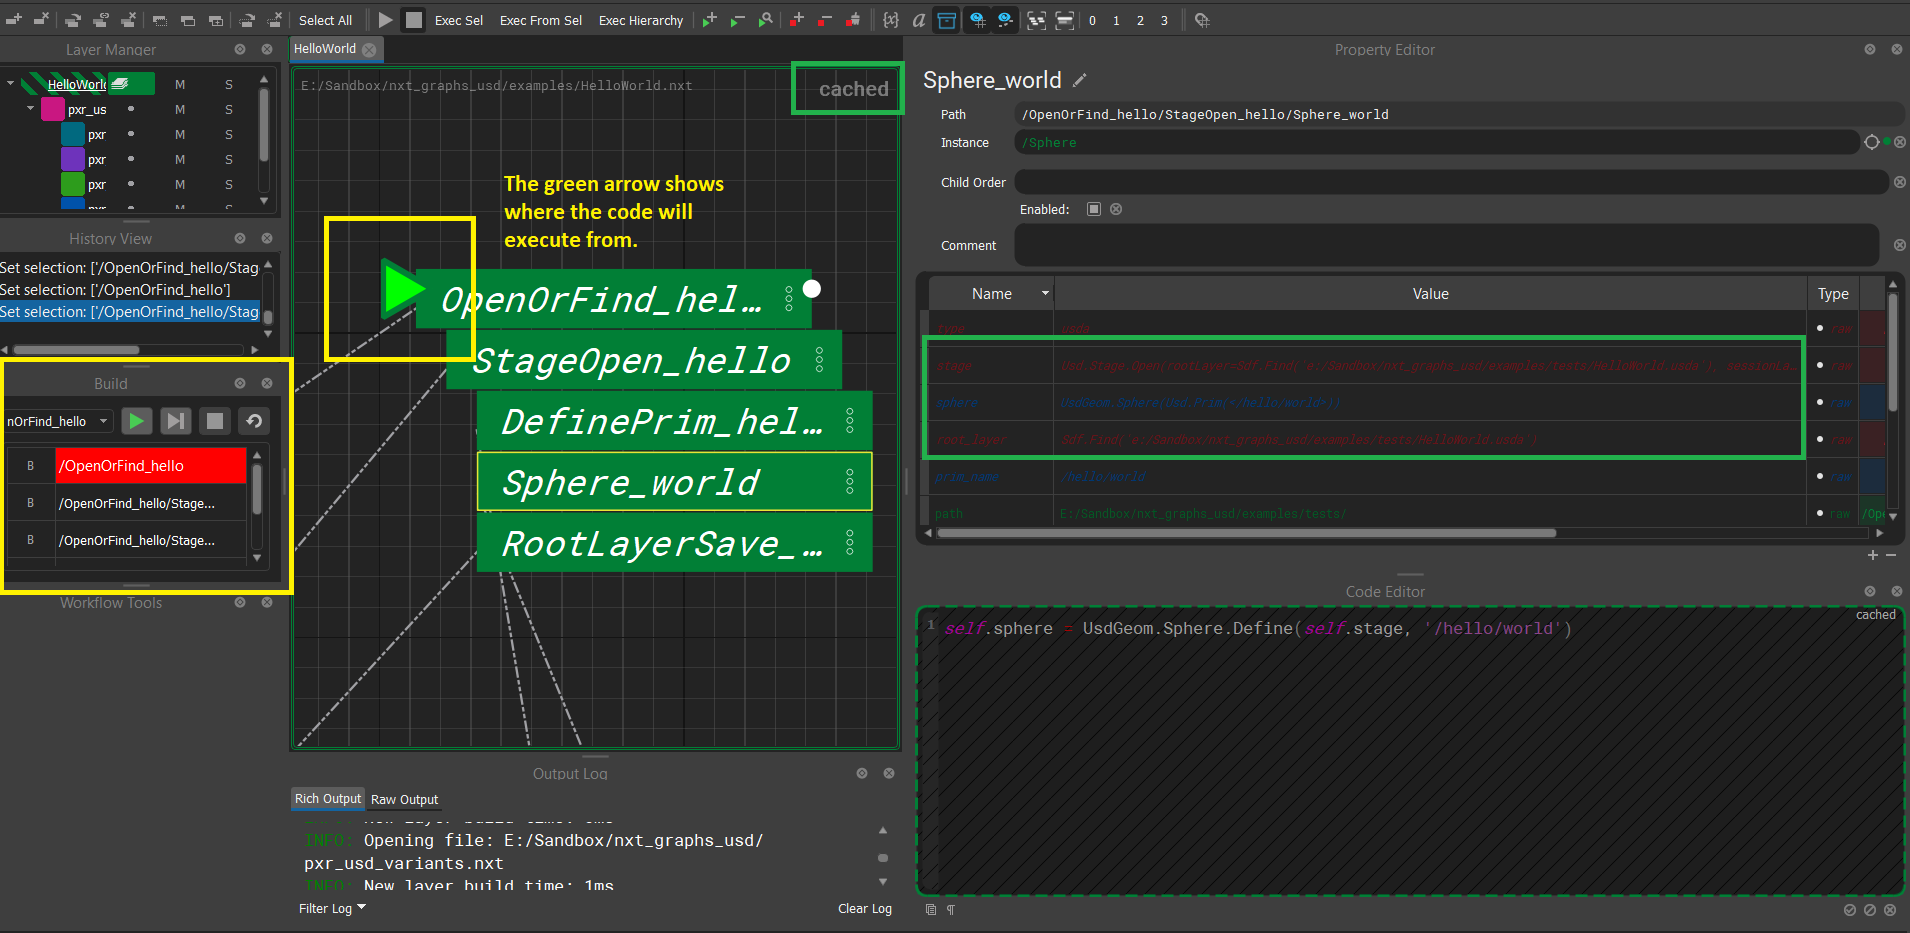 Select All
Exec Sel
Exec From Sel
Exec Hierarchy
0
1
2
3
Layer Manger
HelloWorld
M
S
pxr_us
M
S
pxr
M
S
pxr
M
S
pxr
M
S
History View
Set selection: ['/OpenOrFind_hello/Stag
Set selection: ['/OpenOrFind_hello']
Set selection: ['/OpenOrFind_hello/Stag
Build
nOrFind_hello
B
/OpenOrFind_hello
B
/OpenOrFind_hello/Stage...
B
/OpenOrFind_hello/Stage...
Workflow Tools
HelloWorld
E:/Sandbox/nxt_graphs_usd/examples/HelloWorld.nxt
cached
The green arrow shows
where the code will
execute from.
OpenOrFind_hel…
StageOpen_hello
DefinePrim_hel…
Sphere_world
RootLayerSave_…
Output Log
Rich Output
Raw Output
INFO: New layer build time: 0ms
INFO: Opening file: E:/Sandbox/nxt_graphs_usd/
pxr_usd_variants.nxt
INFO: New layer build time: 1ms
Filter Log
Clear Log
Property Editor
Sphere_world
Path
/OpenOrFind_hello/StageOpen_hello/Sphere_world
Instance
/Sphere
Child Order
Enabled:
Comment
Name
Value
Type
type
usda
raw
stage
Usd.Stage.Open(rootLayer=Sdf.Find('e:/Sandbox/nxt_graphs_usd/examples/tests/HelloWorld.usda'), sessionLa…
raw
sphere
UsdGeom.Sphere(Usd.Prim(</hello/world>))
raw
root_layer
Sdf.Find('e:/Sandbox/nxt_graphs_usd/examples/tests/HelloWorld.usda')
raw
prim_name
/hello/world
raw
path
E:/Sandbox/nxt_graphs_usd/examples/tests/
raw
/Ope
Code Editor
cached
1
self.sphere = UsdGeom.Sphere.Define(self.stage, '/hello/world')